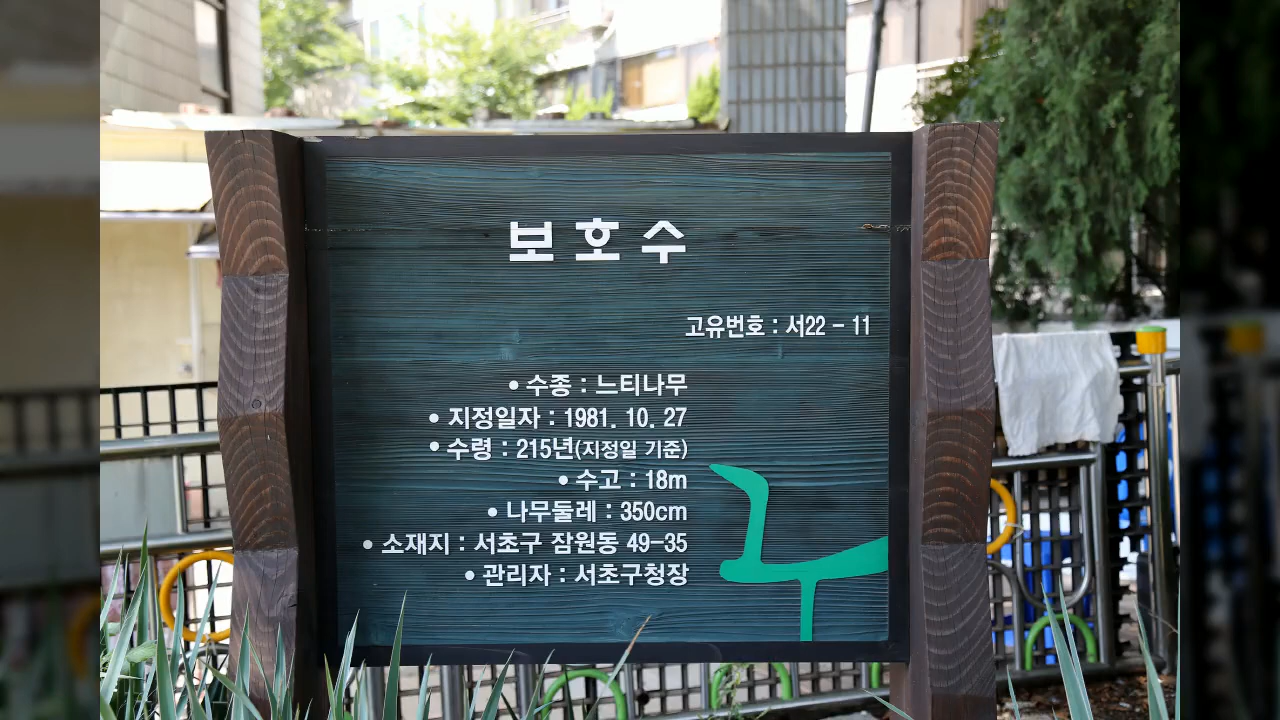 보호수
고유번호 : 서22 - 11
• 수종 : 느티나무
• 지정일자 : 1981. 10. 27
• 수령 : 215년(지정일 기준)
• 수고 : 18m
• 나무둘레 : 350cm
• 소재지 : 서초구 잠원동 49-35
• 관리자 : 서초구청장